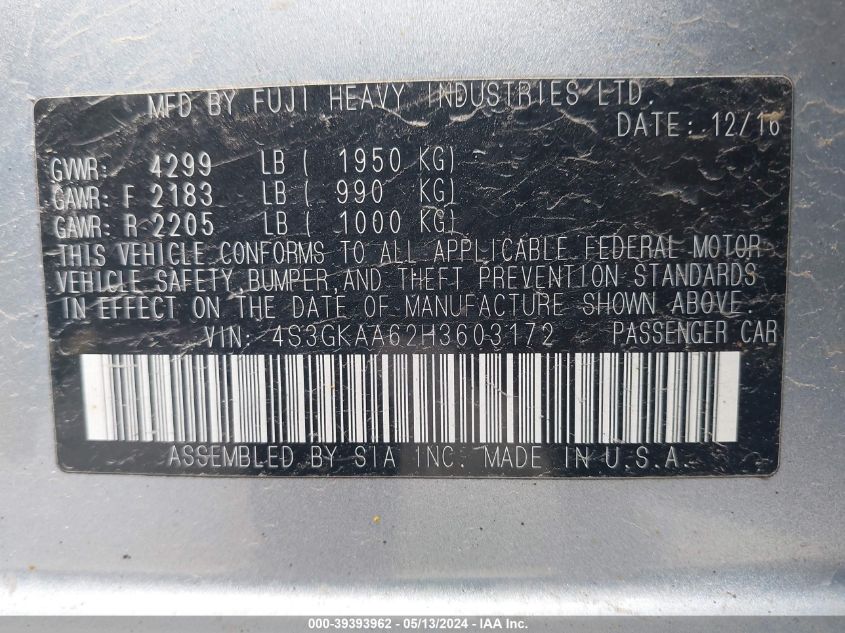 MFD BY FUJI HEAVY INDUSTRIES LTD.
DATE: 12/16
GVWR: 4299 LB ( 1950 KG)
GAWR: F 2183 LB ( 990 KG)
GAWR: R 2205 LB ( 1000 KG)
THIS VEHICLE CONFORMS TO ALL APPLICABLE FEDERAL MOTOR
VEHICLE SAFETY,BUMPER,AND THEFT PREVENTION STANDARDS
IN EFFECT ON THE DATE OF MANUFACTURE SHOWN ABOVE.
VIN: 4S3GKAA62H3603172 PASSENGER CAR
ASSEMBLED BY SIA INC. MADE IN U.S.A.
000-39393962 - 05/13/2024 - © IAA Inc.